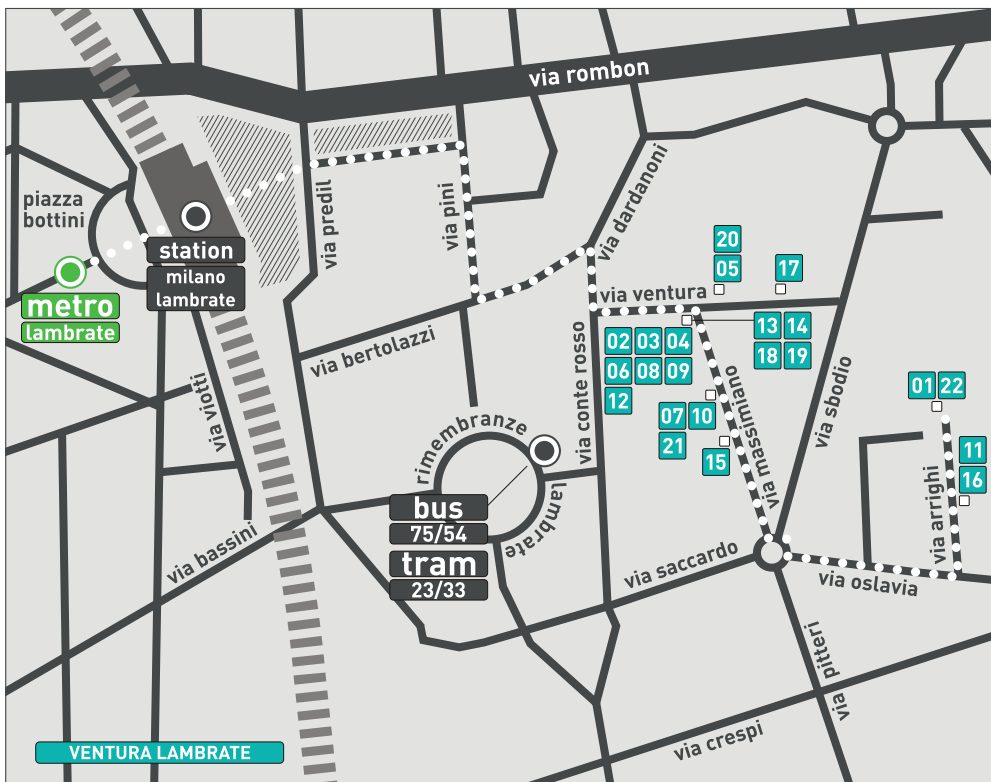 via rombon
piazza
bottini
station
milano
lambrate
metro
lambrate
via predil
via pini
via dardanoni
via ventura
20
05
17
13 14
18 19
02 03 04
06 08 09
12
07 10
21
15
01 22
11
16
via bertolazzi
via conte rosso
via massimiano
via sbodio
via viotti
rimembranze
lambrate
bus
75/54
tram
23/33
via bassini
via saccardo
via oslavia
via arrighi
via pitteri
via crespi
VENTURA LAMBRATE